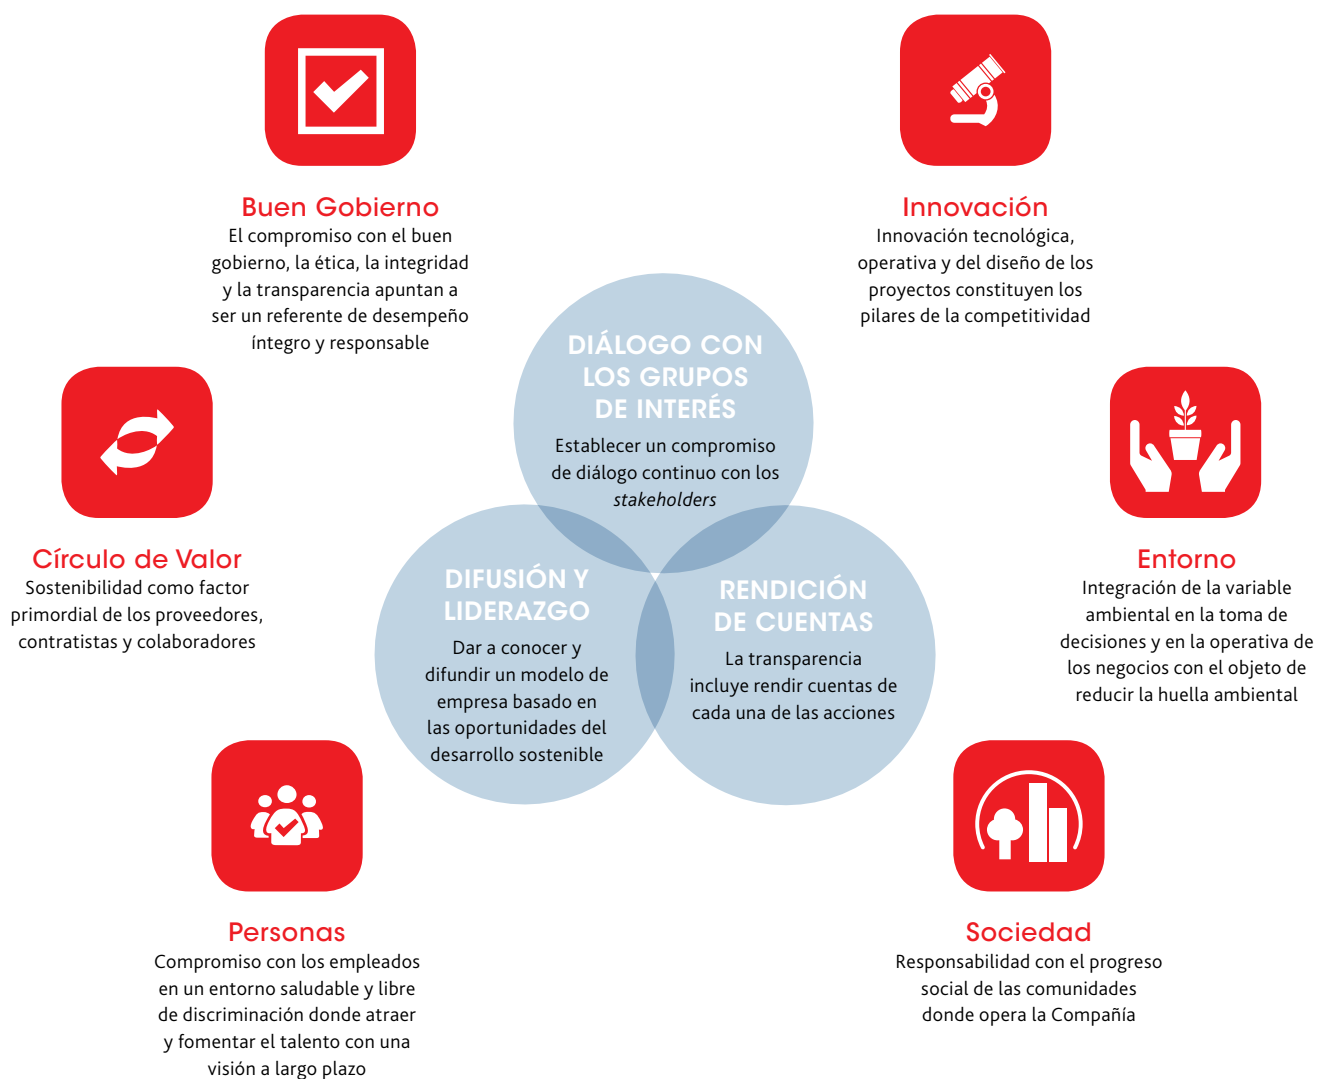 Buen Gobierno
El compromiso con el buen
gobierno, la ética, la integridad
y la transparencia apuntan a
ser un referente de desempeño
íntegro y responsable
Innovación
Innovación tecnológica,
operativa y del diseño de los
proyectos constituyen los
pilares de la competitividad
DIÁLOGO CON
LOS GRUPOS
DE INTERÉS
Establecer un compromiso
de diálogo continuo con los
stakeholders
Círculo de Valor
Sostenibilidad como factor
primordial de los proveedores,
contratistas y colaboradores
DIFUSIÓN Y
LIDERAZGO
Dar a conocer y
difundir un modelo de
empresa basado en
las oportunidades del
desarrollo sostenible
RENDICIÓN
DE CUENTAS
La transparencia
incluye rendir cuentas de
cada una de las acciones
Entorno
Integración de la variable
ambiental en la toma de
decisiones y en la operativa de
los negocios con el objeto de
reducir la huella ambiental
Personas
Compromiso con los empleados
en un entorno saludable y libre
de discriminación donde atraer
y fomentar el talento con una
visión a largo plazo
Sociedad
Responsabilidad con el progreso
social de las comunidades
donde opera la Compañía